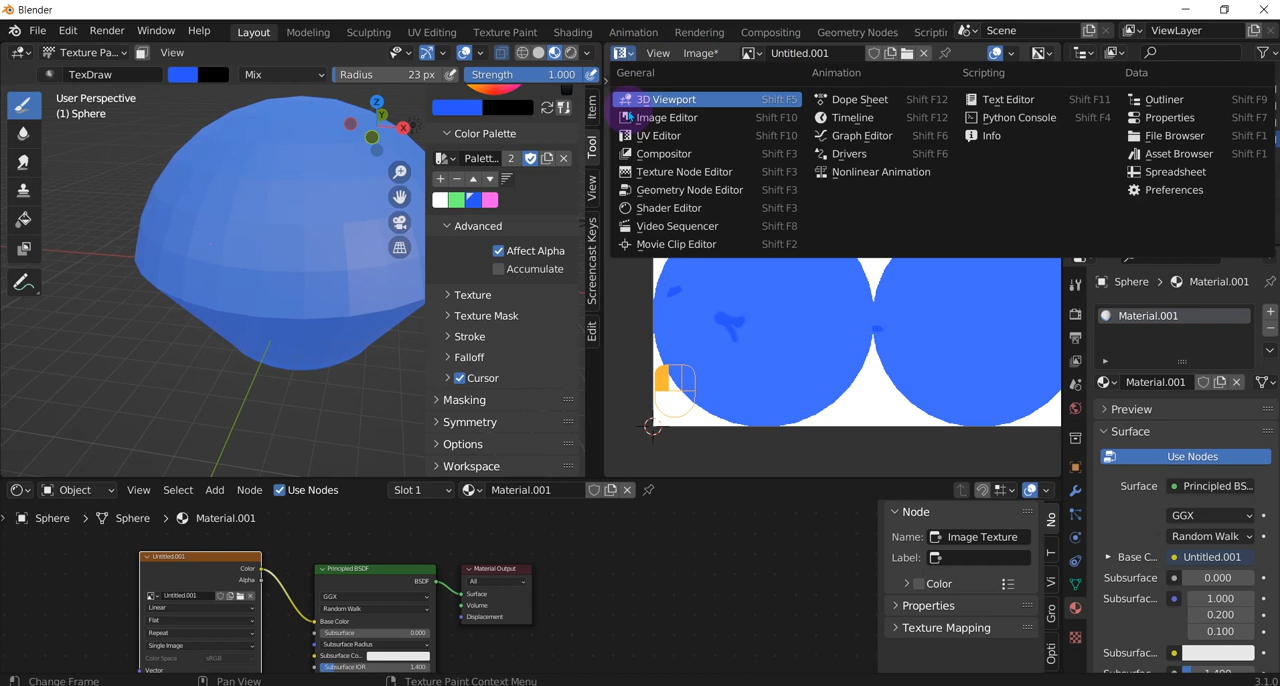 Blender
File Edit Render Window Help Layout Modeling Sculpting UV Editing Texture Paint Shading Animation Rendering Compositing Geometry Nodes Scriptin Scene ViewLayer
Texture Pa... View View Image* Untitled.001
TexDraw Mix Radius 23 px Strength 1.000
User Perspective
(1) Sphere
Z
Y
X
Color Palette
Palett... 2
Advanced
Affect Alpha
Accumulate
Texture
Texture Mask
Stroke
Falloff
Cursor
Masking
Symmetry
Options
Workspace
Item
Tool
View
Screencast Keys
Edit
General
3D Viewport Shift F5
Image Editor Shift F10
UV Editor Shift F10
Compositor Shift F3
Texture Node Editor Shift F3
Geometry Node Editor Shift F3
Shader Editor Shift F3
Video Sequencer Shift F8
Movie Clip Editor Shift F2
Animation
Dope Sheet Shift F12
Timeline Shift F12
Graph Editor Shift F6
Drivers Shift F6
Nonlinear Animation
Scripting
Text Editor Shift F11
Python Console Shift F4
Info
Data
Outliner Shift F9
Properties Shift F7
File Browser Shift F1
Asset Browser Shift F1
Spreadsheet
Preferences
Sphere Material.001
Material.001
Material.001
Preview
Surface
Use Nodes
Surface Principled BS...
GGX
Random Walk
Base C... Untitled.001
Subsurface 0.000
Subsurfac... 1.000
0.200
0.100
Subsurfac...
Subsurfac... 1.400
Object View Select Add Node Use Nodes Slot 1 Material.001
Sphere Sphere Material.001
Untitled.001
Color
Alpha
Untitled.001
Linear
Flat
Repeat
Single Image
Color Space sRGB
Vector
Principled BSDF
BSDF
GGX
Random Walk
Base Color
Subsurface 0.000
Subsurface Radius
Subsurface Co...
Subsurface IOR 1.400
Material Output
All
Surface
Volume
Displacement
Node
Name: Image Texture
Label:
Color
Properties
Texture Mapping
No
T
Vi
Gro
Opti
Change Frame Pan View Texture Paint Context Menu 3.1.0